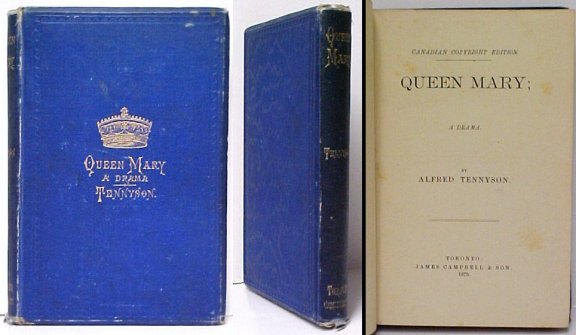 QUEEN MARY
A DRAMA
TENNYSON.
QUEEN
MARY
CANADIAN COPYRIGHT EDITION
QUEEN MARY;
A DRAMA.
BY
ALFRED TENNYSON.
TORONTO:
JAMES CAMPBELL & SON.
1875.